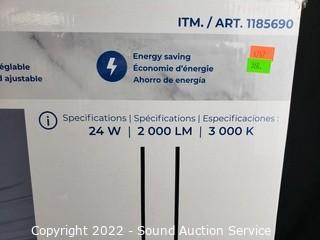 ITM. / ART. 1185690
Energy saving
Économie d'énergie
Ahorro de energía
églable
d ajustable
Specifications | Spécifications | Especificaciones :
24 W | 2 000 LM | 3 000 K
Copyright 2022 - Sound Auction Service